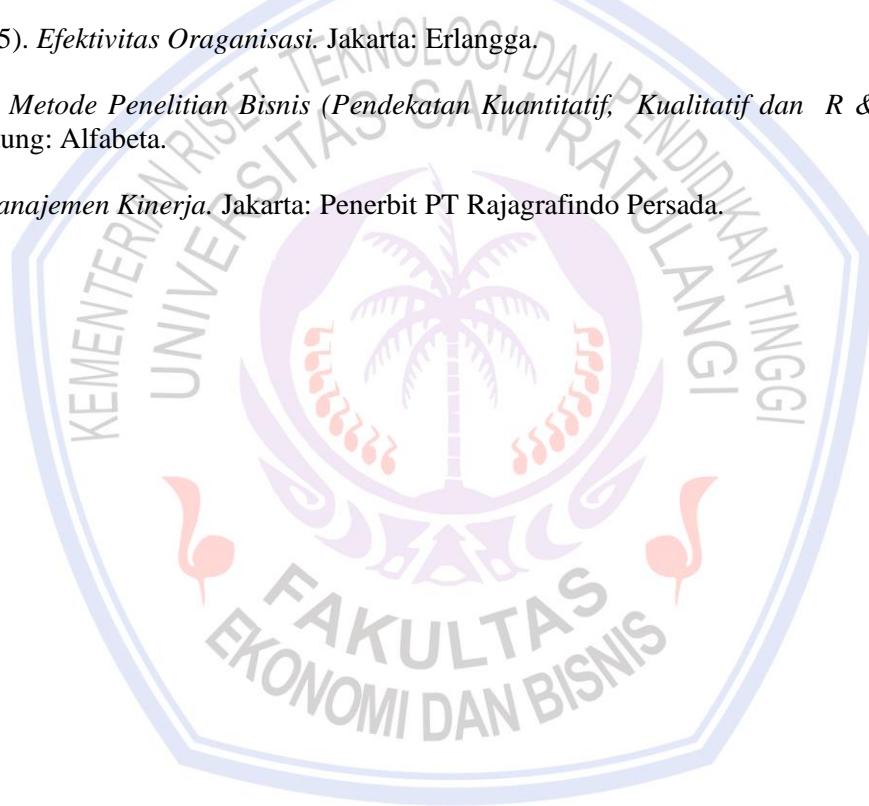 5). Efektivitas Oraganisasi. Jakarta: Erlangga.
Metode Penelitian Bisnis (Pendekatan Kuantitatif, Kualitatif dan R &
ung: Alfabeta.
anajemen Kinerja. Jakarta: Penerbit PT Rajagrafindo Persada.
KEMENTERIAN RISET TEKNOLOGI DAN PENDIDIKAN TINGGI
UNIVERSITAS SAM RATULANGI
FAKULTAS
EKONOMI DAN BISNIS